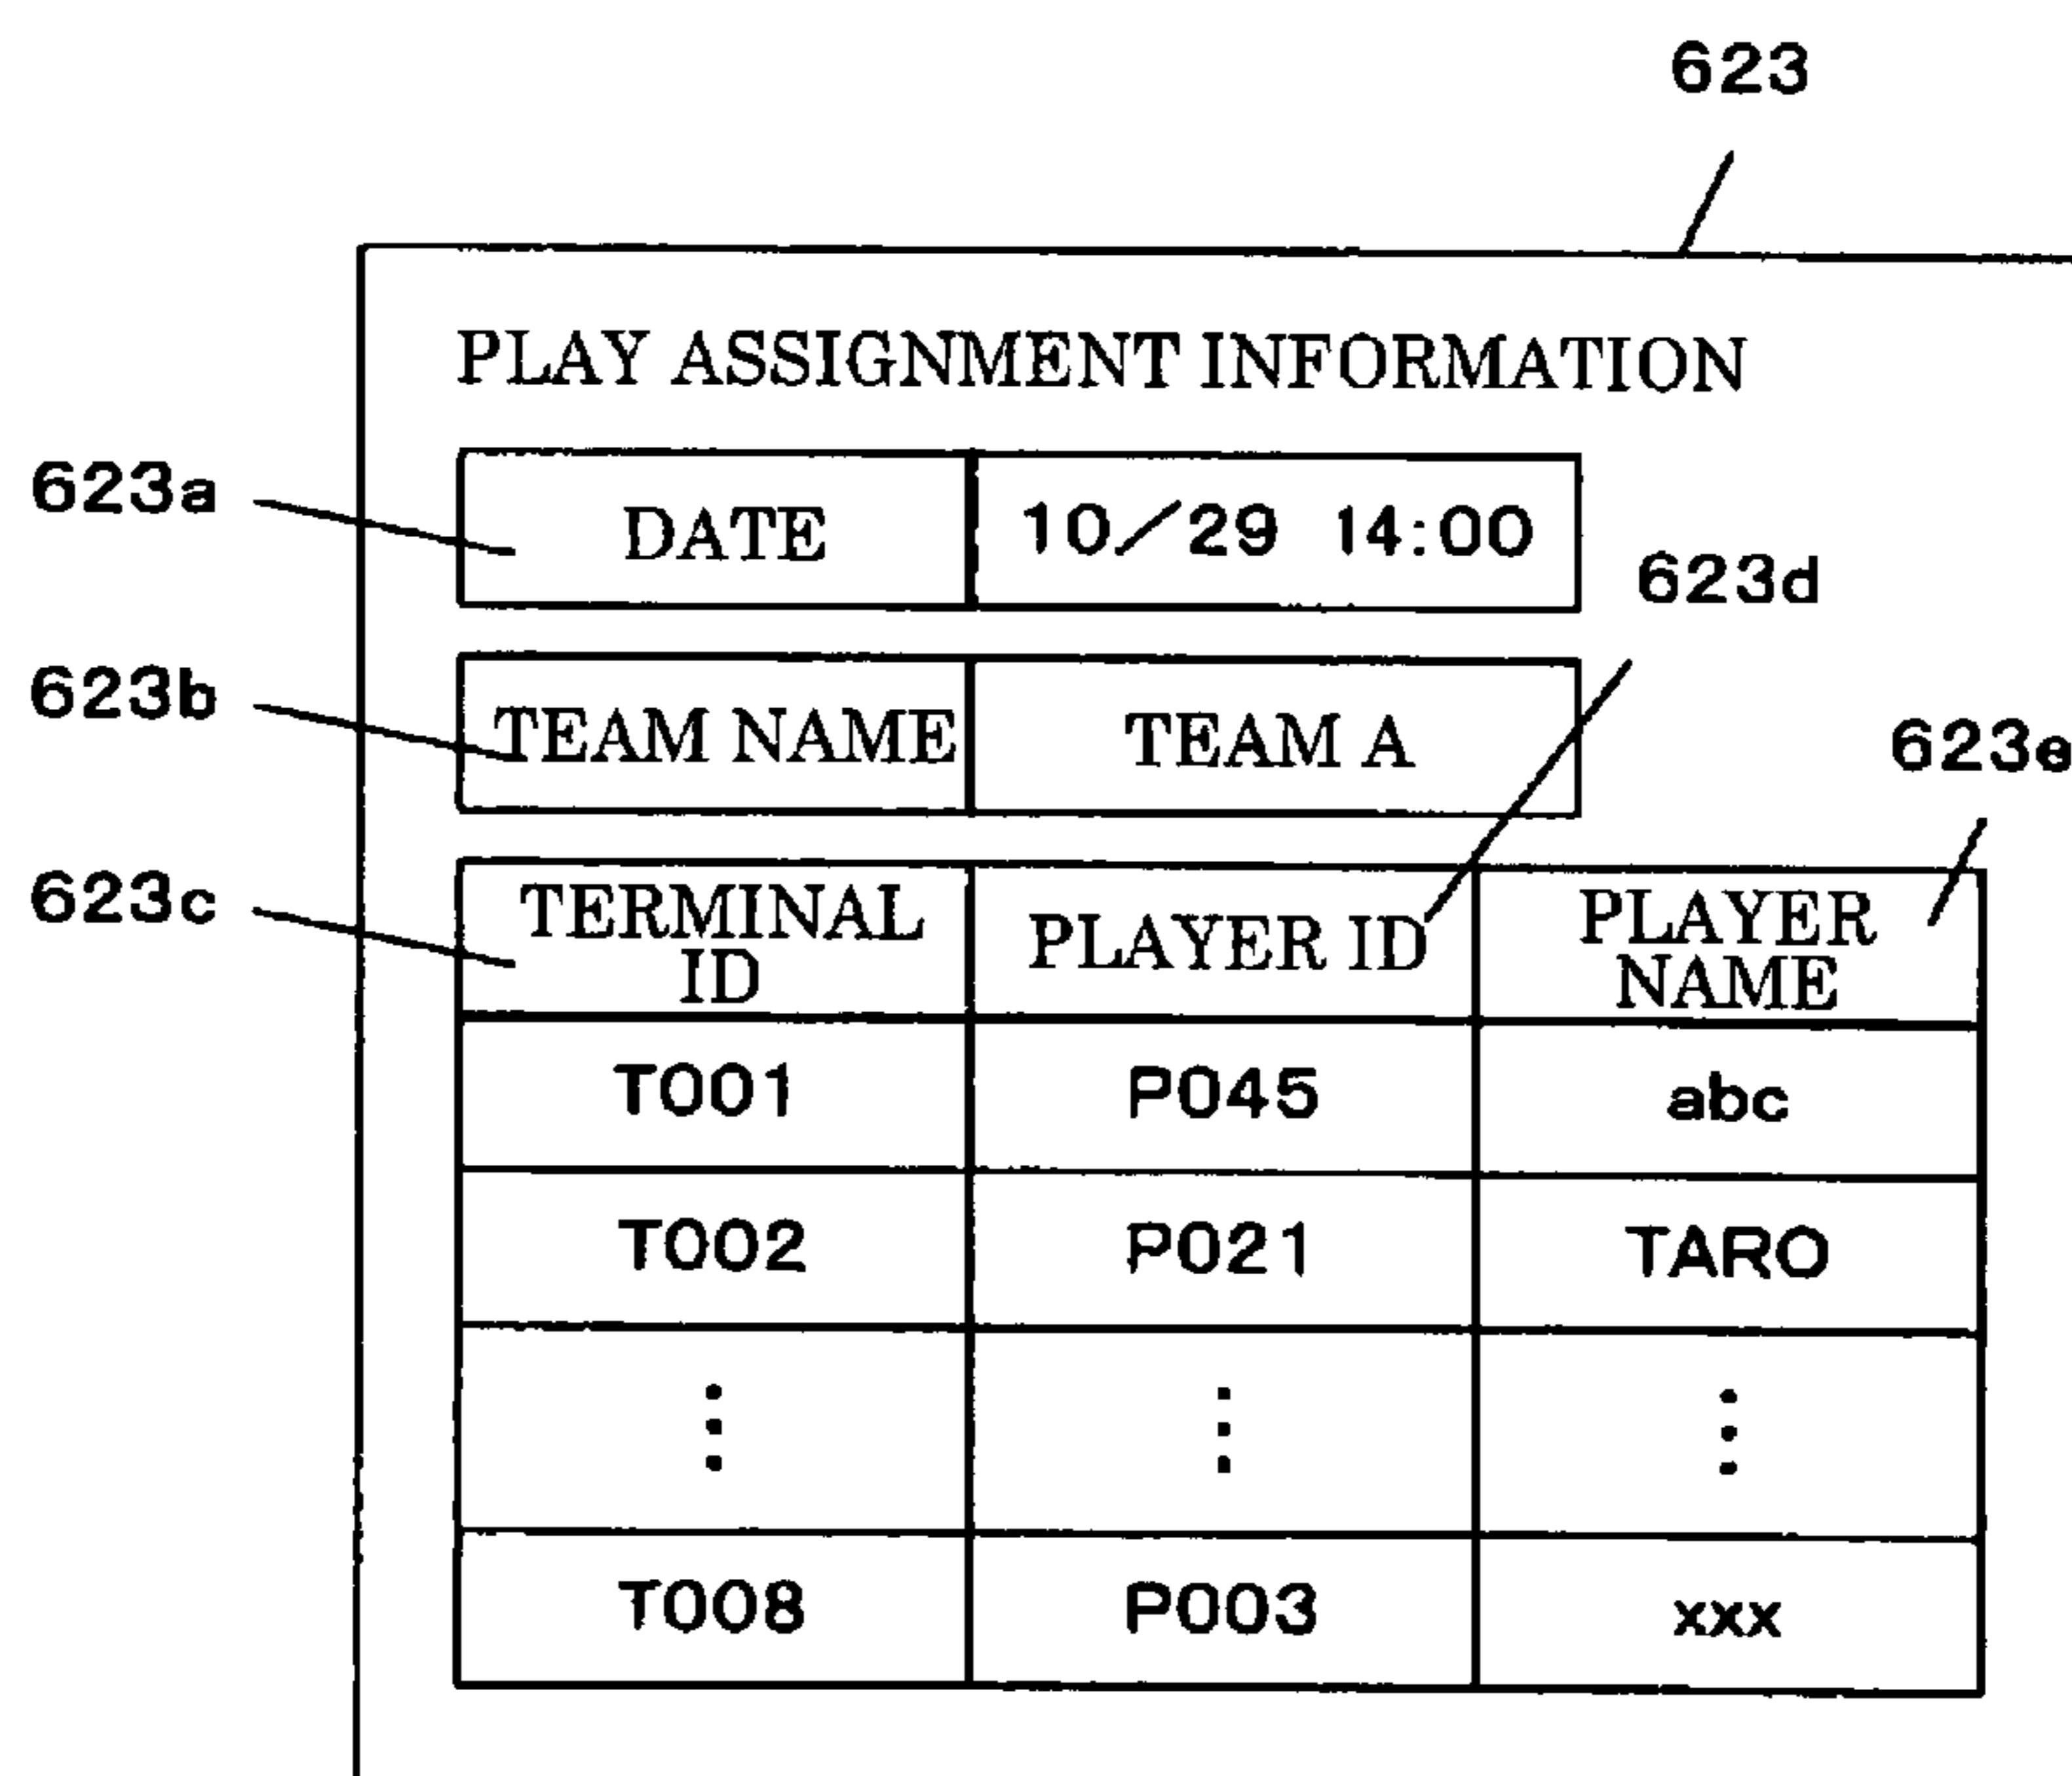 623
PLAY ASSIGNMENT INFORMATION
623a
DATE 10/29 14:00
623d
623b
TEAM NAME TEAM A
623e
623c
TERMINAL
ID
PLAYER ID
PLAYER
NAME
T001 P045 abc
T002 P021 TARO
⋮ ⋮ ⋮
T008 P003 xxx